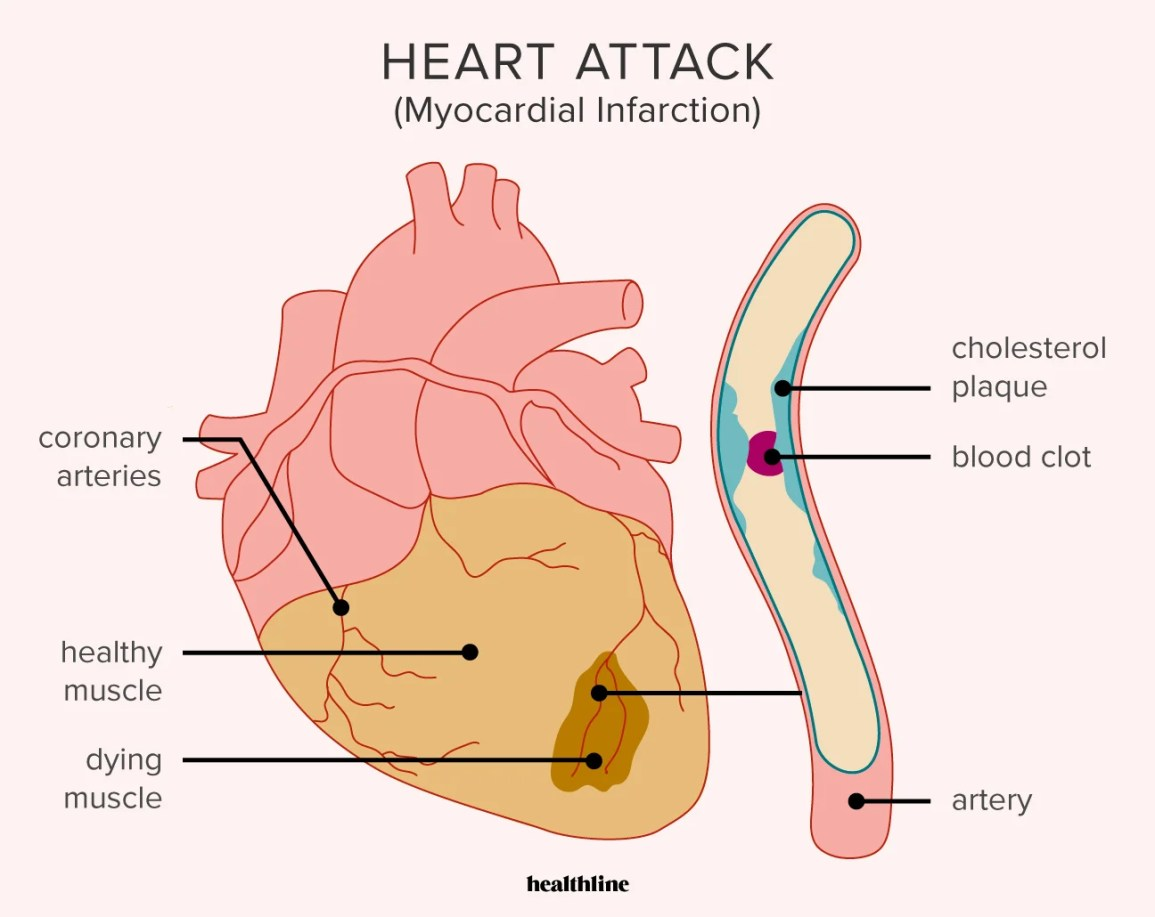 HEART ATTACK
(Myocardial Infarction)
coronary
arteries
healthy
muscle
dying
muscle
cholesterol
plaque
blood clot
artery
healthline